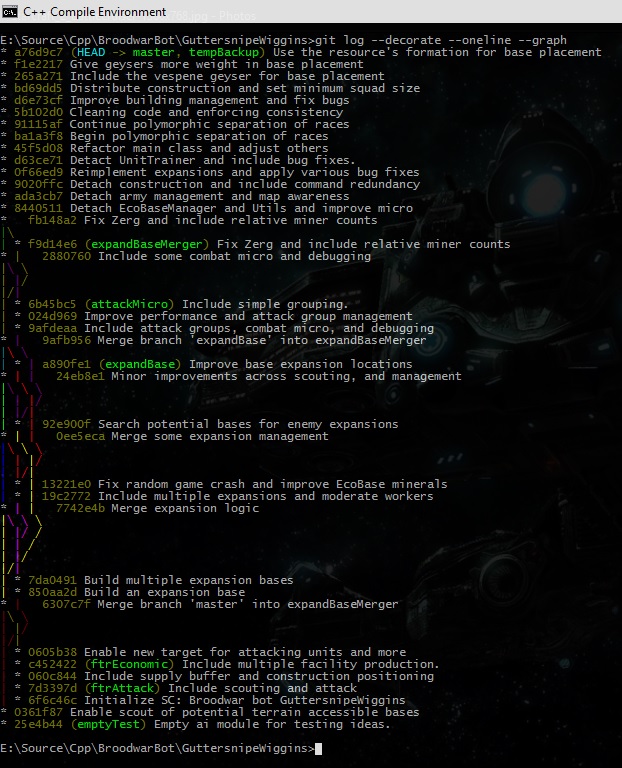 C++ Compile Environment
E:\Source\Cpp\BroodwarBot\GuttersnipeWiggins>git log --decorate --oneline --graph
* a76d9c7 (HEAD -> master, tempBackup) Use the resource's formation for base placement
* f1e2217 Give geysers more weight in base placement
* 265a271 Include the vespene geyser for base placement
* bd69dd5 Distribute construction and set minimum squad size
* d6e73cf Improve building management and fix bugs
* 5b102d0 Cleaning code and enforcing consistency
* 91115af Continue polymorphic separation of races
* ba1a3f8 Begin polymorphic separation of races
* 45f5d08 Refactor main class and adjust others
* d63ce71 Detact UnitTrainer and include bug fixes.
* 0f66ed9 Reimplement expansions and apply various bug fixes
* 9020ffc Detach construction and include command redundancy
* ada3cb7 Detach army management and map awareness
* 8440511 Detach EcoBaseManager and Utils and improve micro
*   fb148a2 Fix Zerg and include relative miner counts
|\
| * f9d14e6 (expandBaseMerger) Fix Zerg and include relative miner counts
* |   2880760 Include some combat micro and debugging
|\ \
| |/
|/|
| * 6b45bc5 (attackMicro) Include simple grouping.
| * 024d969 Improve performance and attack group management
| * 9afdeaa Include attack groups, combat micro, and debugging
* |   9afb956 Merge branch 'expandBase' into expandBaseMerger
|\ \
| * | a890fe1 (expandBase) Improve base expansion locations
* | |   24eb8e1 Minor improvements across scouting, and management
|\ \ \
| | |/
| |/|
| * | 92e900f Search potential bases for enemy expansions
* | |   0ee5eca Merge some expansion management
|\ \ \
| | |/
| |/|
| * | 13221e0 Fix random game crash and improve EcoBase minerals
| * | 19c2772 Include multiple expansions and moderate workers
* | |   7742e4b Merge expansion logic
|\ \ \
| |/ /
| | /
| |/
|/|
| * 7da0491 Build multiple expansion bases
| * 850aa2d Build an expansion base
* |   6307c7f Merge branch 'master' into expandBaseMerger
|\ \
| |/
|/|
| * 0605b38 Enable new target for attacking units and more
| * c452422 (ftrEconomic) Include multiple facility production.
| * 060c844 Include supply buffer and construction positioning
| * 7d3397d (ftrAttack) Include scouting and attack
| * 6f6c46c Initialize SC: Broodwar bot GuttersnipeWiggins
* 0361f87 Enable scout of potential terrain accessible bases
* 25e4b44 (emptyTest) Empty ai module for testing ideas.
E:\Source\Cpp\BroodwarBot\GuttersnipeWiggins>